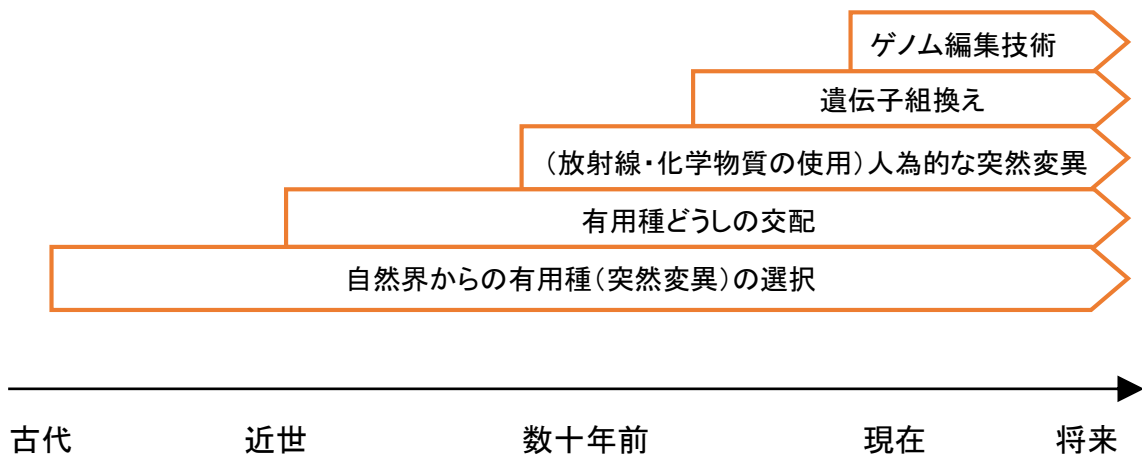 ゲノム編集技術
遺伝子組換え
(放射線・化学物質の使用)人為的な突然変異
有用種どうしの交配
自然界からの有用種(突然変異)の選択
古代 近世 数十年前 現在 将来